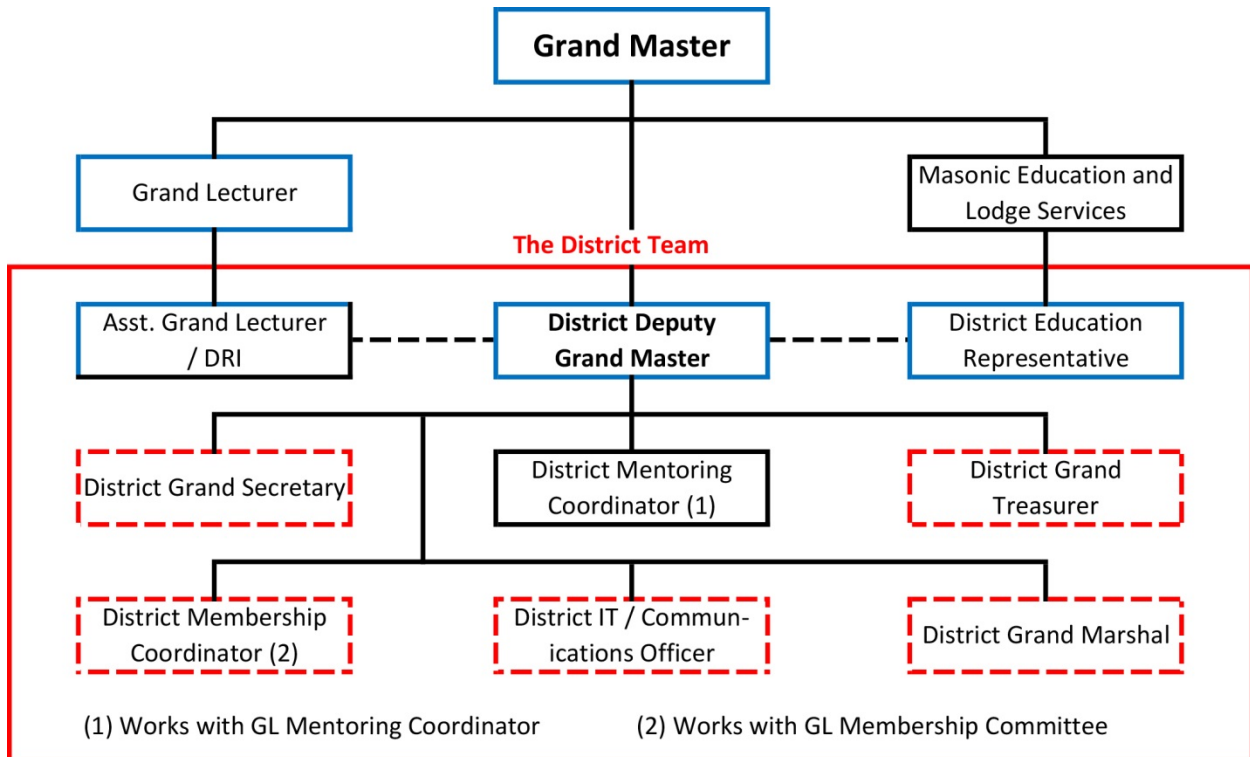 Grand Master
Grand Lecturer
Masonic Education and
Lodge Services
The District Team
Asst. Grand Lecturer
/ DRI
District Deputy
Grand Master
District Education
Representative
District Grand Secretary
District Mentoring
Coordinator (1)
District Grand
Treasurer
District Membership
Coordinator (2)
District IT / Commun-
ications Officer
District Grand Marshal
(1) Works with GL Mentoring Coordinator
(2) Works with GL Membership Committee